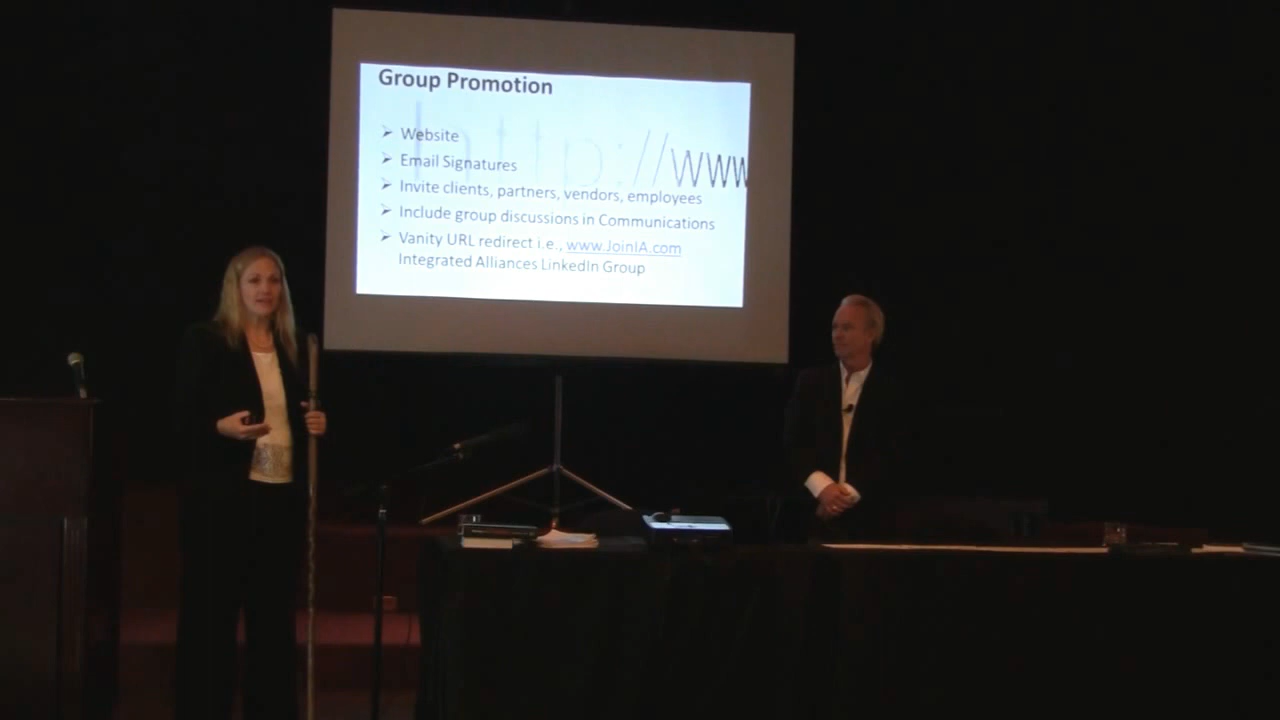 Group Promotion
http://www
➢ Website
➢ Email Signatures
➢ Invite clients, partners, vendors, employees
➢ Include group discussions in Communications
➢ Vanity URL redirect i.e., www.JoinIA.com
Integrated Alliances LinkedIn Group